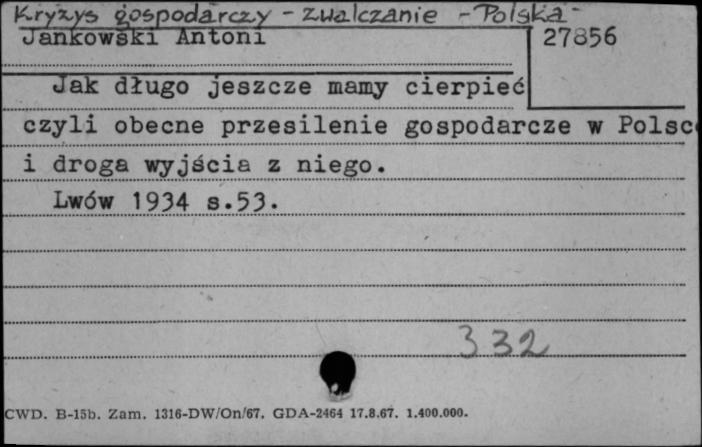 Kryzys gospodarczy - zwalczanie - Polska -
Jankowski Antoni
27856
Jak długo jeszcze mamy cierpieć
czyli obecne przesilenie gospodarcze w Polsc
i droga wyjścia z niego.
Lwów 1934 s.53.
332
CWD. B-15b. Zam. 1316-DW/On/67. GDA-2464 17.8.67. 1.400.000.